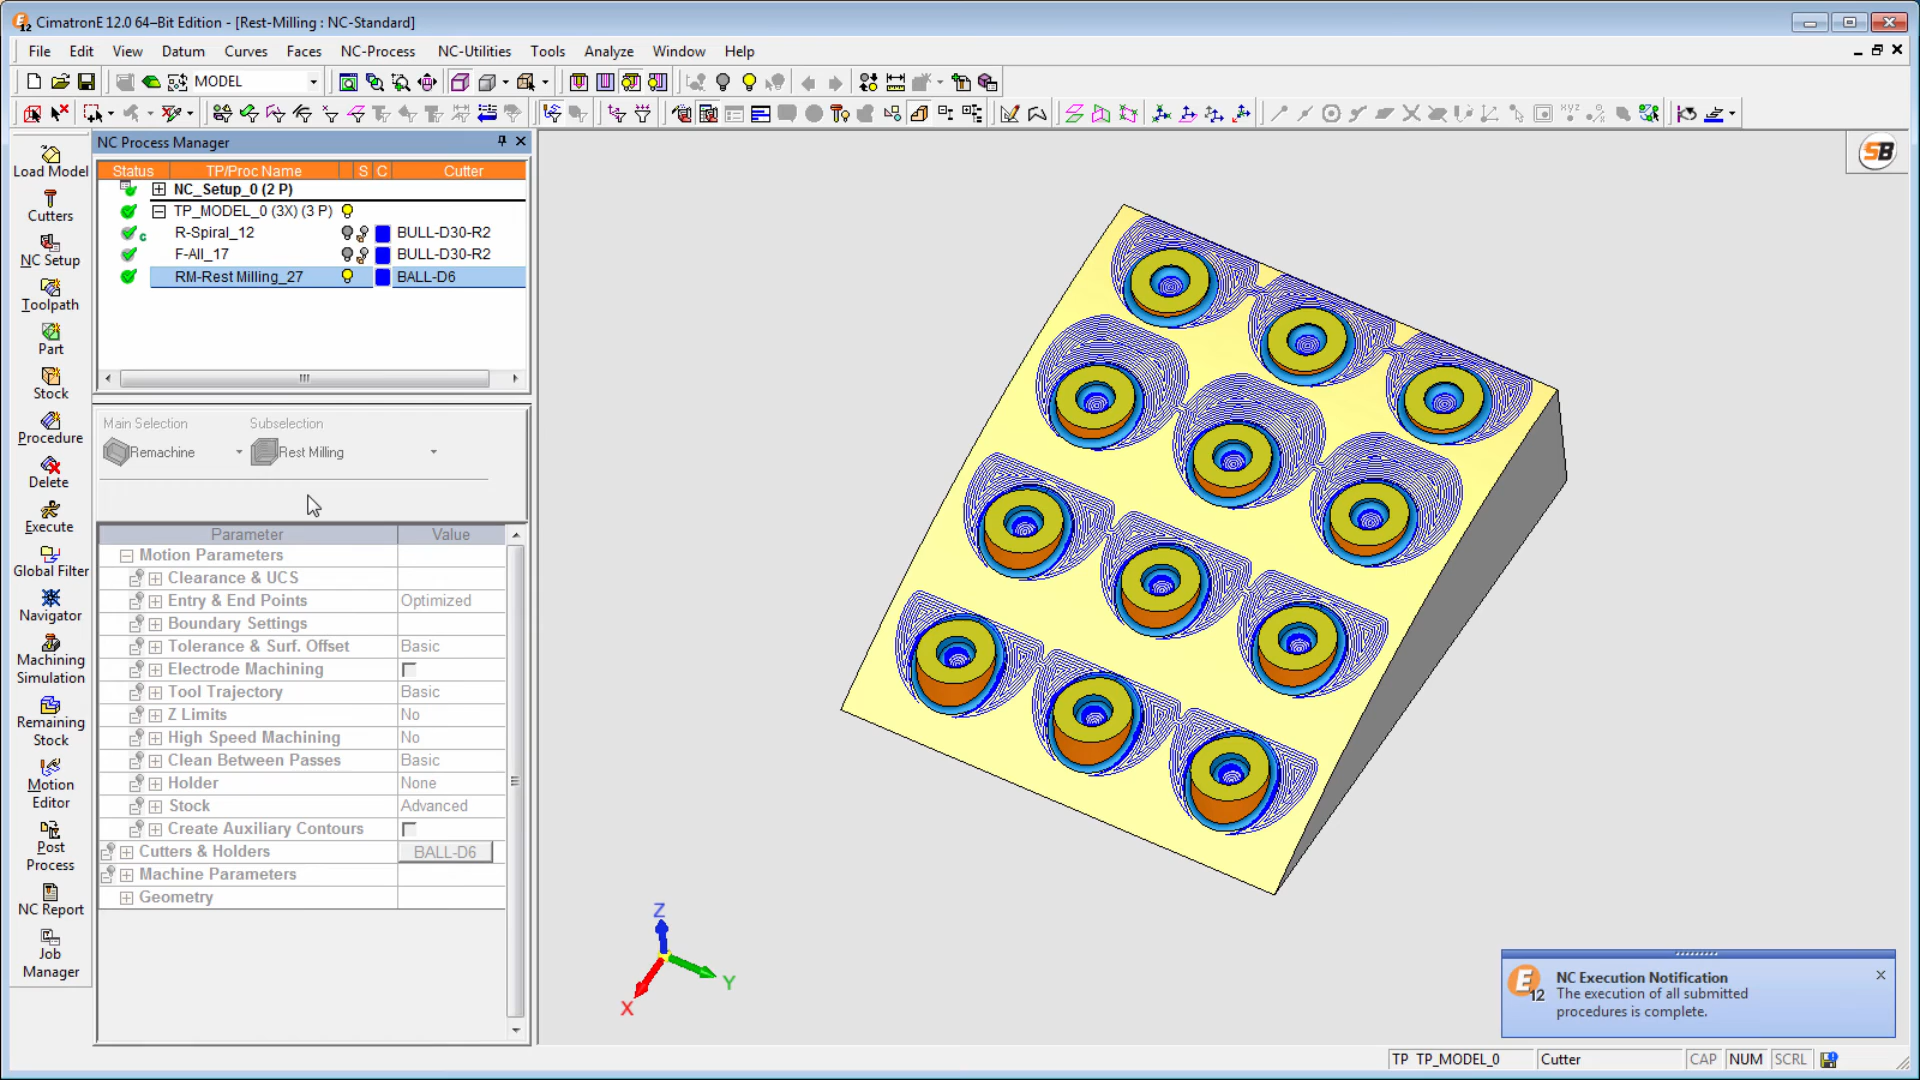 CimatronE 12.0 64–Bit Edition - [Rest-Milling : NC-Standard]
File Edit View Datum Curves Faces NC-Process NC-Utilities Tools Analyze Window Help
MODEL
NC Process Manager
Status TP/Proc Name S C Cutter
NC_Setup_0 (2 P)
TP_MODEL_0 (3X) (3 P)
R-Spiral_12 BULL-D30-R2
F-All_17 BULL-D30-R2
RM-Rest Milling_27 BALL-D6
Load Model
Cutters
NC Setup
Toolpath
Part
Stock
Procedure
Delete
Execute
Global Filter
Navigator
Machining
Simulation
Remaining
Stock
Motion
Editor
Post
Process
NC Report
Job
Manager
Main Selection Subselection
Remachine Rest Milling
Parameter Value
Motion Parameters
Clearance & UCS
Entry & End Points Optimized
Boundary Settings
Tolerance & Surf. Offset Basic
Electrode Machining
Tool Trajectory Basic
Z Limits No
High Speed Machining No
Clean Between Passes Basic
Holder None
Stock Advanced
Create Auxiliary Contours
Cutters & Holders BALL-D6
Machine Parameters
Geometry
SB
Z
Y
X
E 12
NC Execution Notification
The execution of all submitted
procedures is complete.
TP TP_MODEL_0 Cutter CAP NUM SCRL